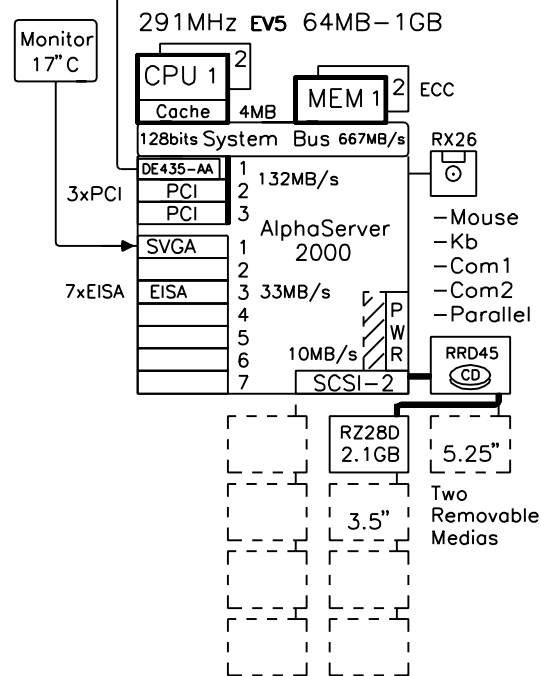 291MHz EV5 64MB-1GB
Monitor
17"C
CPU 1
2
Cache
4MB
MEM 1
2
ECC
128bits System Bus 667MB/s
RX26
DE435-AA
1
132MB/s
3xPCI
PCI
2
PCI
3
AlphaServer
2000
-Mouse
-Kb
-Com1
-Com2
-Parallel
SVGA
1
2
7xEISA
EISA
3
33MB/s
4
5
6
7
PWR
10MB/s
SCSI-2
RRD45
CD
RZ28D
2.1GB
5.25"
3.5"
Two
Removable
Medias